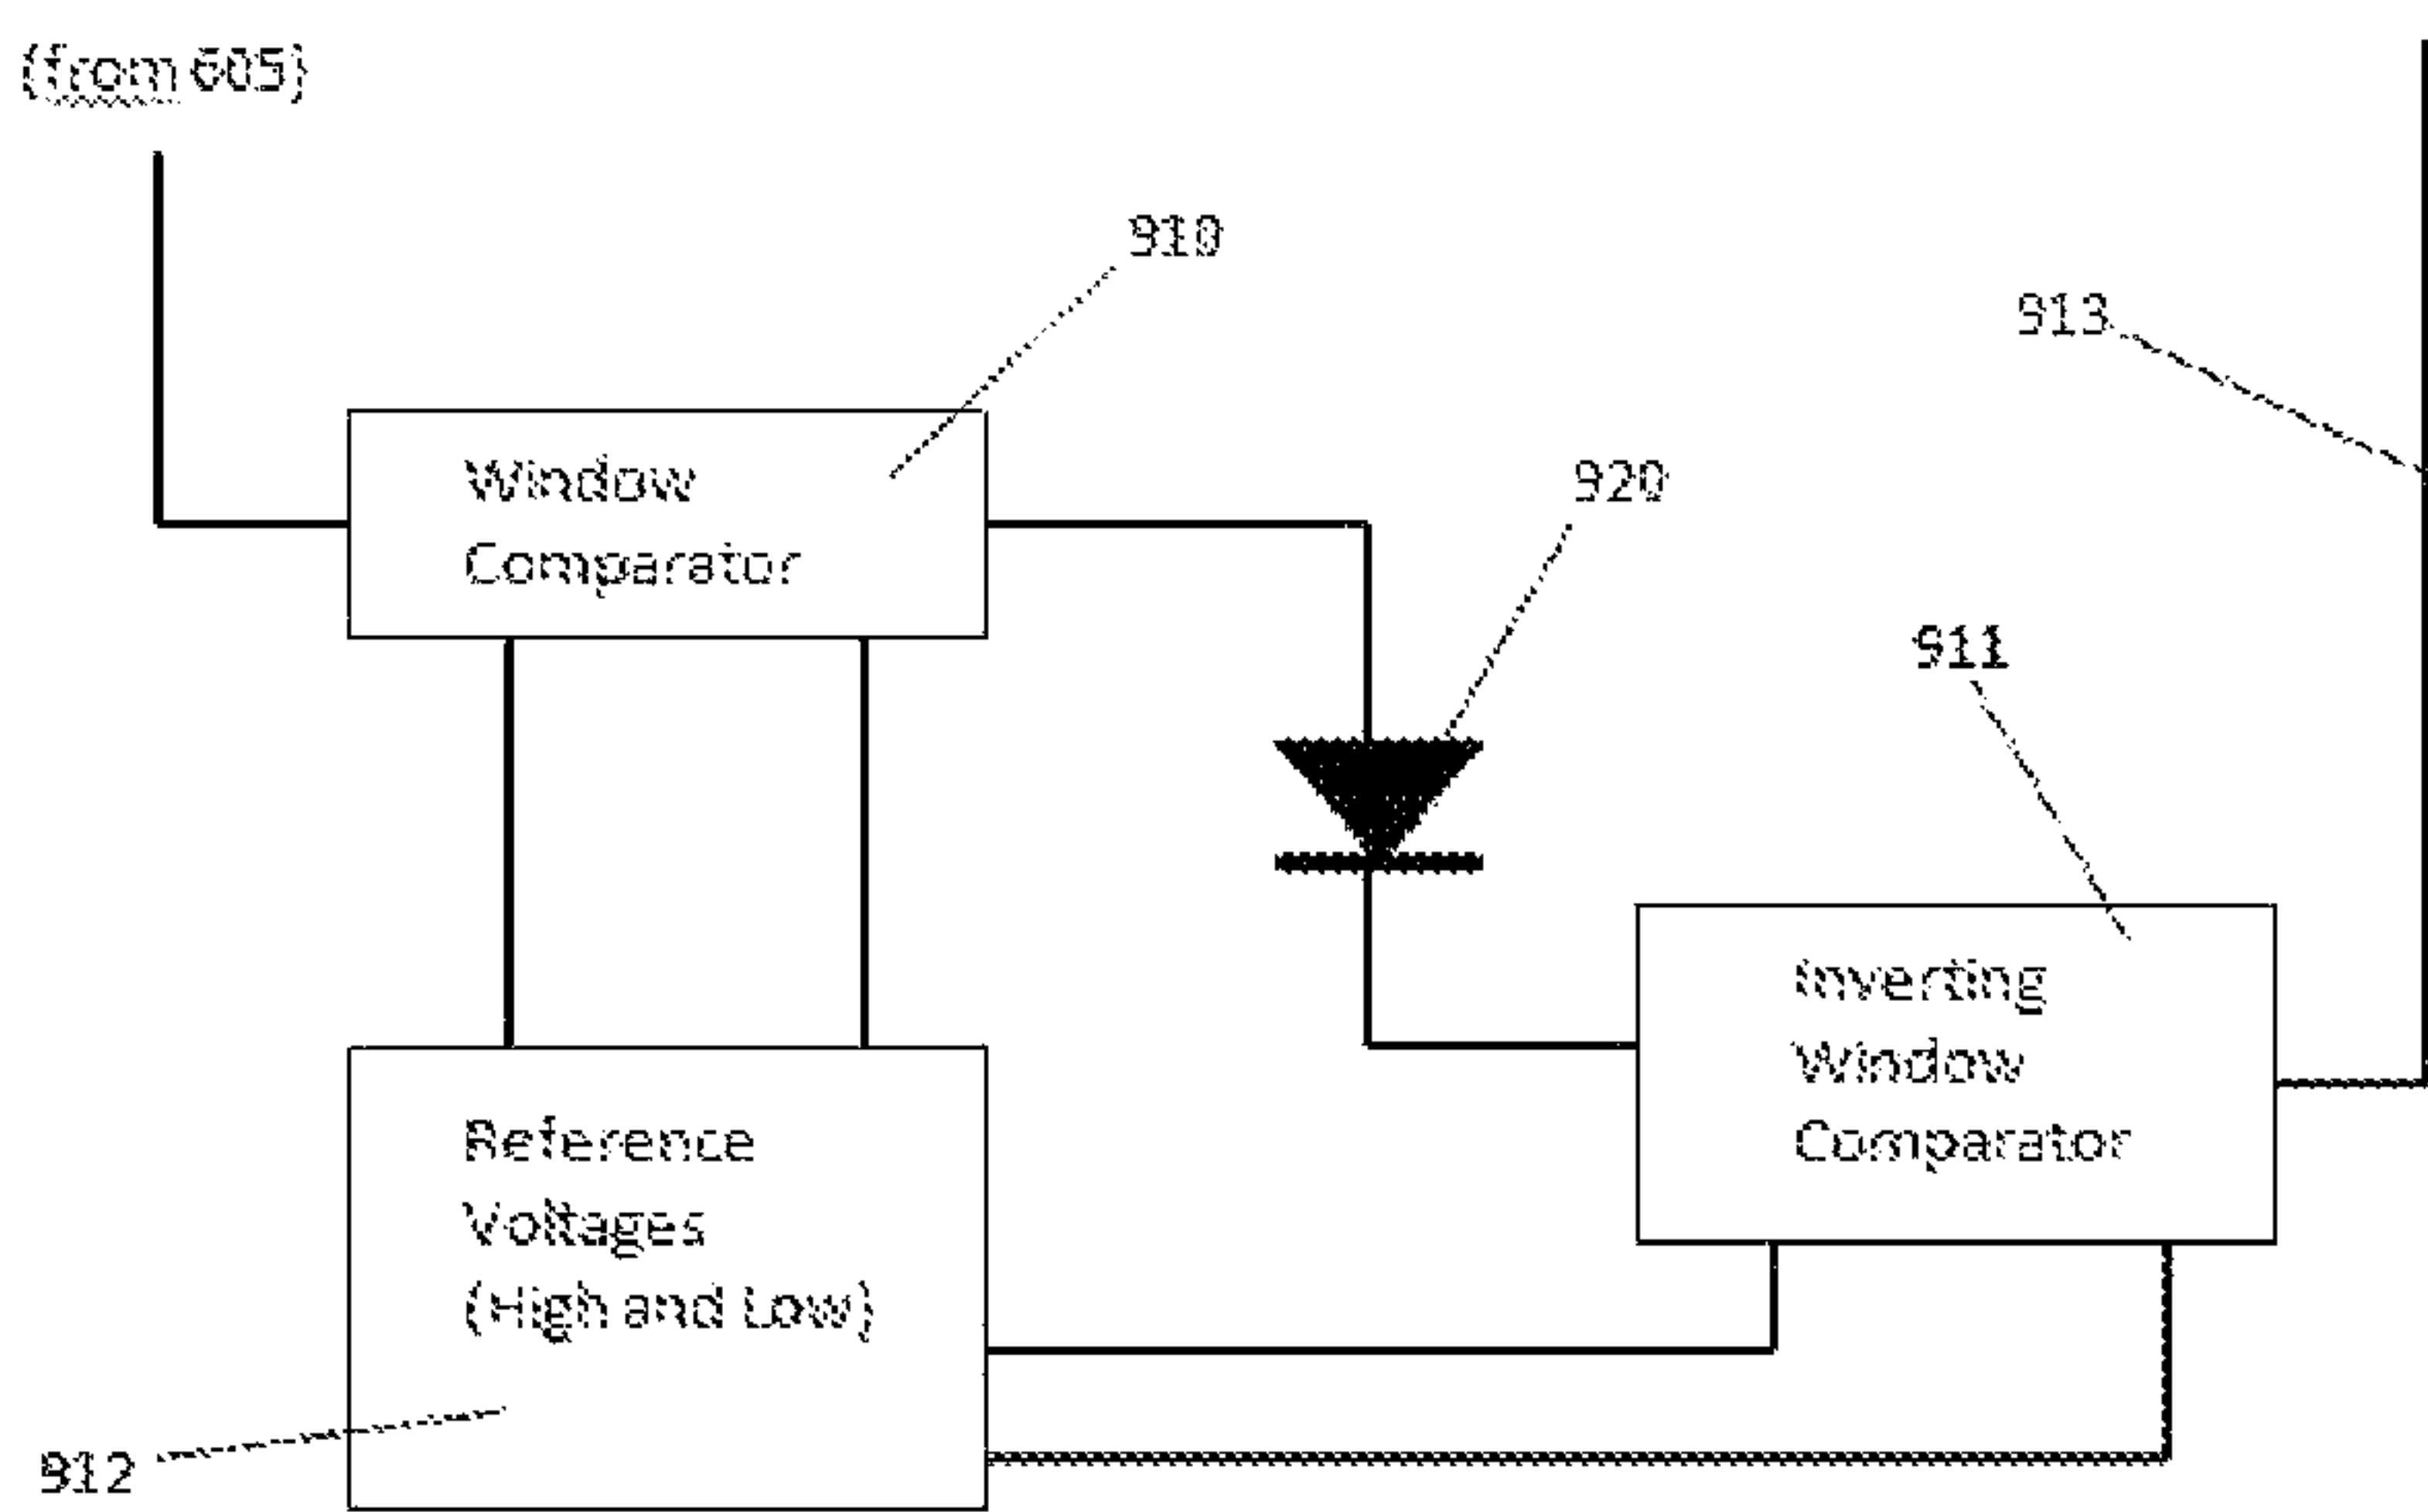 (from 605)
910
913
Window
Comparator
920
911
Inverting
Window
Comparator
Reference
Voltages
(High and Low)
912